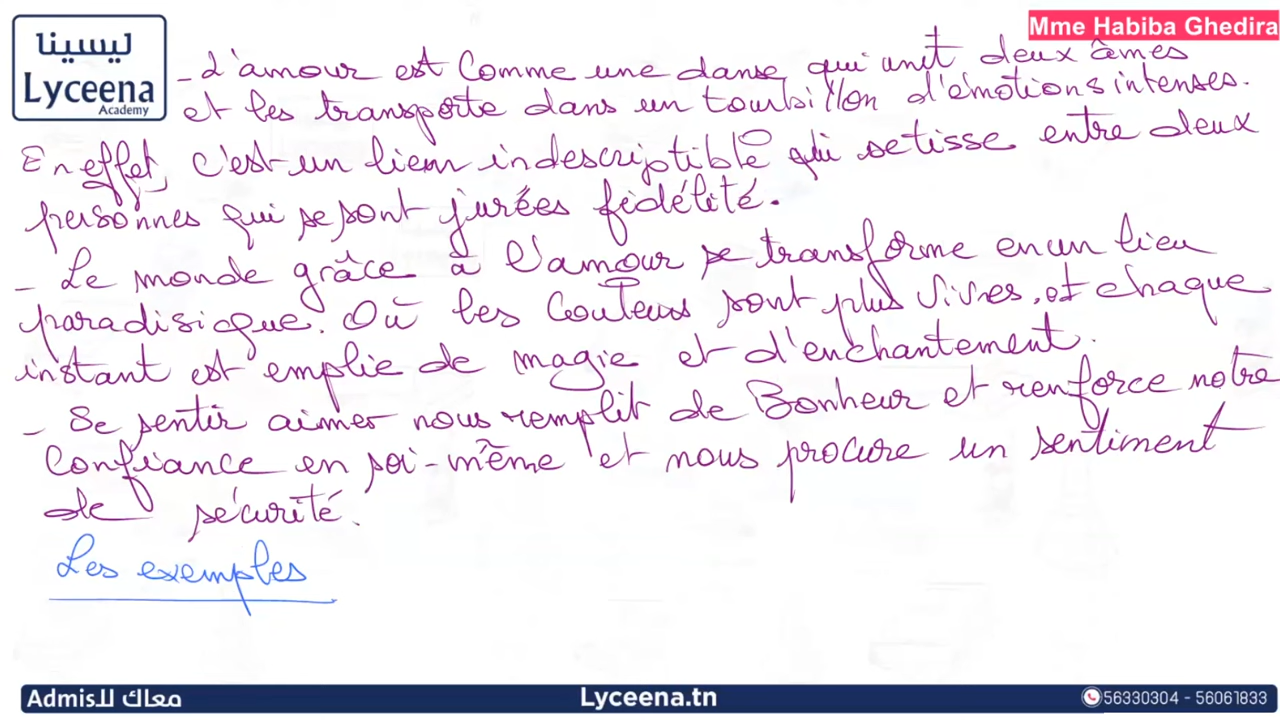 Mme Habiba Ghedira
ليسينا
Lyceena
Academy
- L'amour est comme une danse qui unit deux âmes
et les transporte dans un tourbillon d'émotions intenses.
En effet, c'est un lien indescriptible qui se tisse entre deux
personnes qui se sont jurées fidélité.
- Le monde grâce à l'amour se transforme en un lieu
paradisique. Où les couleurs sont plus vives, et chaque
instant est emplie de magie et d'enchantement.
- Se sentir aimer nous remplit de Bonheur et renforce notre
confiance en soi-même et nous procure un sentiment
de sécurité.
Les exemples
معاك للـAdmis
Lyceena.tn
56330304 - 56061833